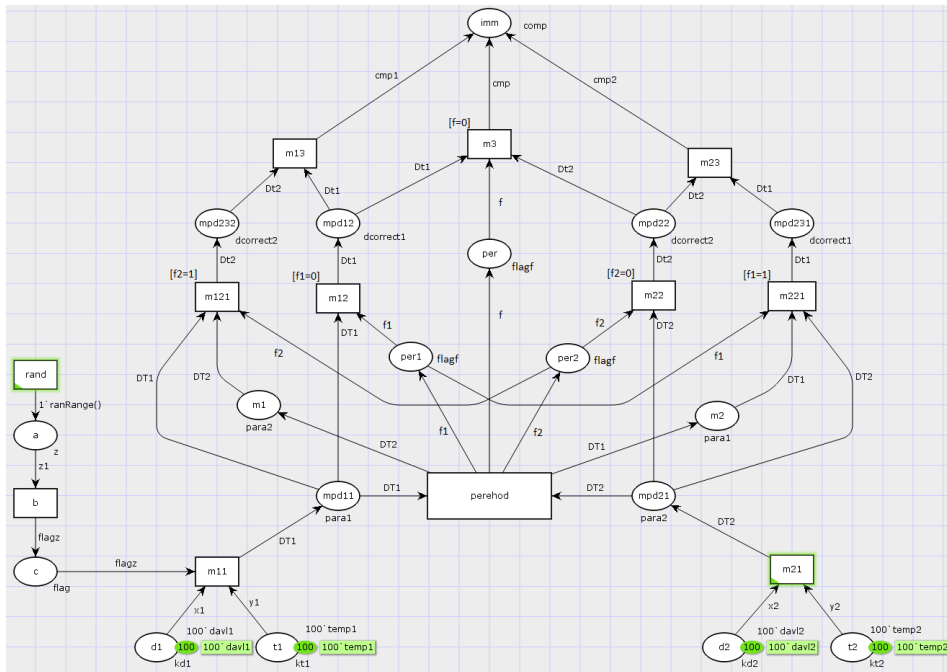 imm
comp
cmp1
cmp
cmp2
[f=0]
m13
m3
m23
Dt2
Dt1
Dt1
Dt2
Dt2
Dt1
f
mpd232
mpd12
mpd22
mpd231
dcorrect2
dcorrect1
dcorrect2
dcorrect1
per
flagf
Dt2
Dt1
Dt2
Dt1
[f2=1]
[f1=0]
[f2=0]
[f1=1]
m121
m12
m22
m221
f
DT1
f1
f2
DT2
f2
f1
per1
flagf
per2
flagf
rand
DT1
DT2
DT1
DT2
1`ranRange()
m1
para2
m2
para1
a
z
f1
f2
DT2
DT1
z1
b
mpd11
para1
DT1
perehod
DT2
mpd21
para2
flagz
DT1
DT2
c
flag
flagz
m11
m21
x1
y1
x2
y2
100`davl1
100`temp1
100`davl2
100`temp2
d1
100
100`davl1
t1
100
100`temp1
d2
100
100`davl2
t2
100
kd1
kt1
kd2
kt2